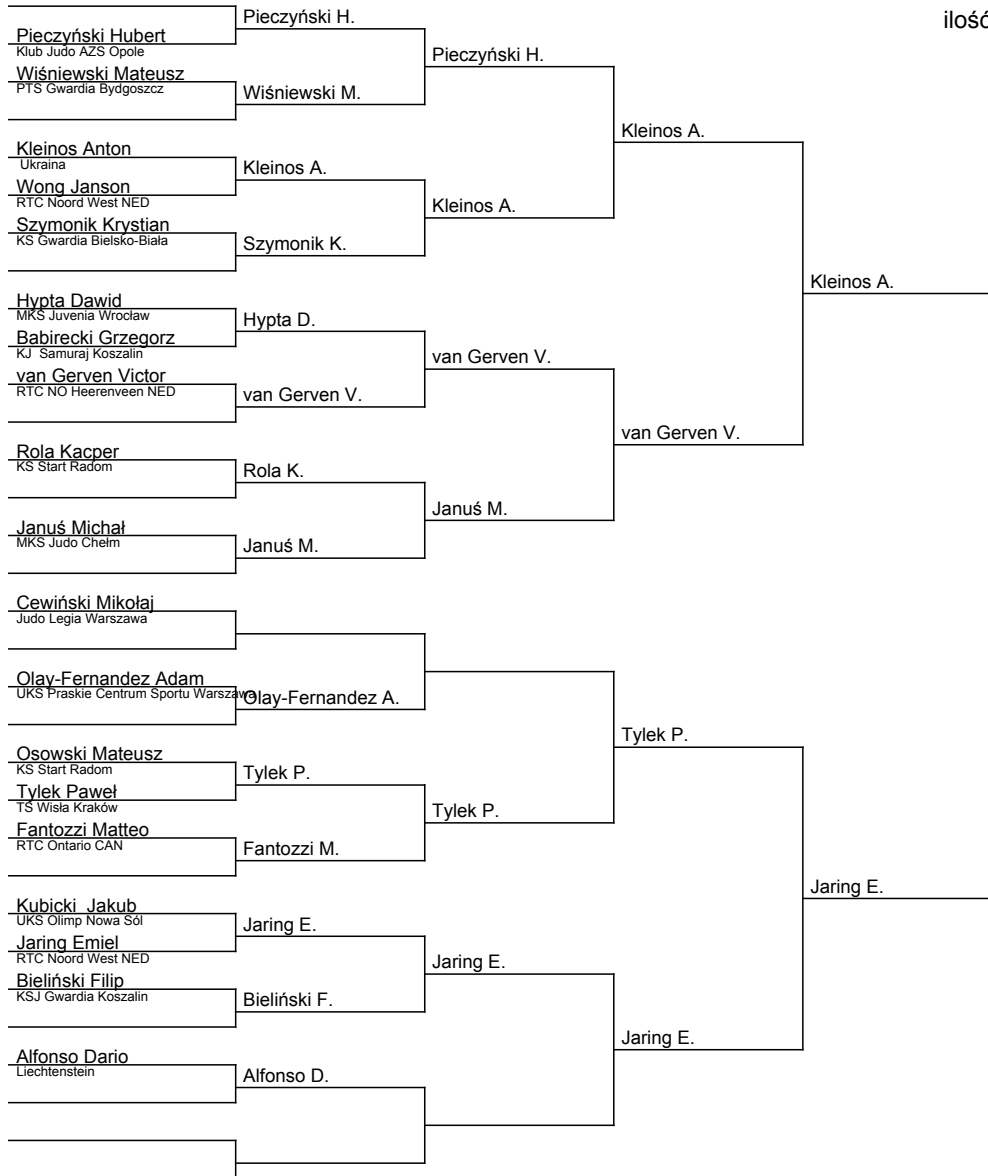 Pieczyński H.
ilość
Pieczyński Hubert
Klub Judo AZS Opole
Pieczyński H.
Wiśniewski Mateusz
PTS Gwardia Bydgoszcz
Wiśniewski M.
Kleinos A.
Kleinos Anton
Ukraina
Kleinos A.
Wong Janson
RTC Noord West NED
Kleinos A.
Szymonik Krystian
KS Gwardia Bielsko-Biała
Szymonik K.
Kleinos A.
Hypta Dawid
MKS Juvenia Wrocław
Hypta D.
Babirecki Grzegorz
KJ Samuraj Koszalin
van Gerven V.
van Gerven Victor
RTC NO Heerenveen NED
van Gerven V.
van Gerven V.
Rola Kacper
KS Start Radom
Rola K.
Januś M.
Januś Michał
MKS Judo Chełm
Januś M.
Cewiński Mikołaj
Judo Legia Warszawa
Olay-Fernandez Adam
UKS Praskie Centrum Sportu Warszawa
Olay-Fernandez A.
Tylek P.
Osowski Mateusz
KS Start Radom
Tylek P.
Tylek Paweł
TS Wisła Kraków
Tylek P.
Fantozzi Matteo
RTC Ontario CAN
Fantozzi M.
Jaring E.
Kubicki Jakub
UKS Olimp Nowa Sól
Jaring E.
Jaring Emiel
RTC Noord West NED
Jaring E.
Bieliński Filip
KSJ Gwardia Koszalin
Bieliński F.
Jaring E.
Alfonso Dario
Liechtenstein
Alfonso D.